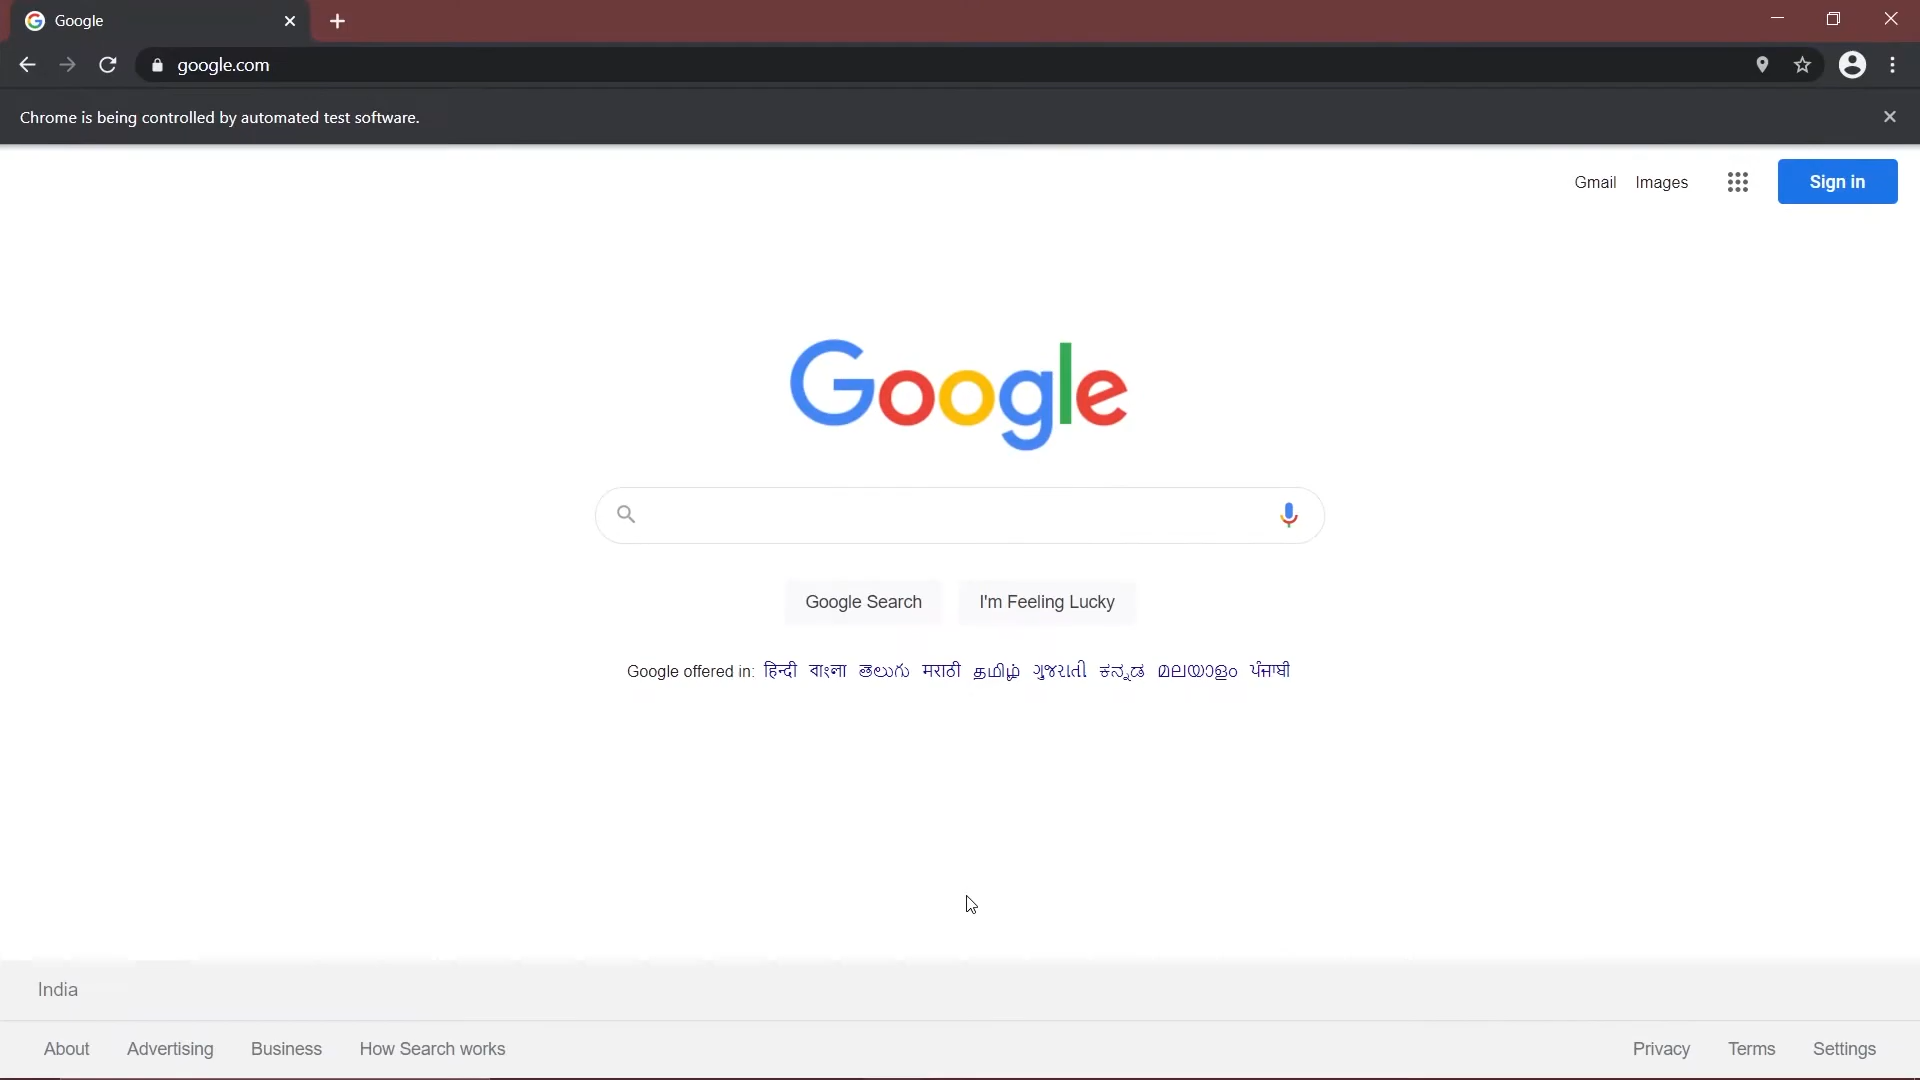 Google
google.com
Chrome is being controlled by automated test software.
Gmail Images Sign in
Google
Google Search I'm Feeling Lucky
Google offered in: हिन्दी বাংলা తెలుగు मराठी தமிழ் ગુજરાતી ಕನ್ನಡ മലയാളം ਪੰਜਾਬੀ
India
About Advertising Business How Search works Privacy Terms Settings